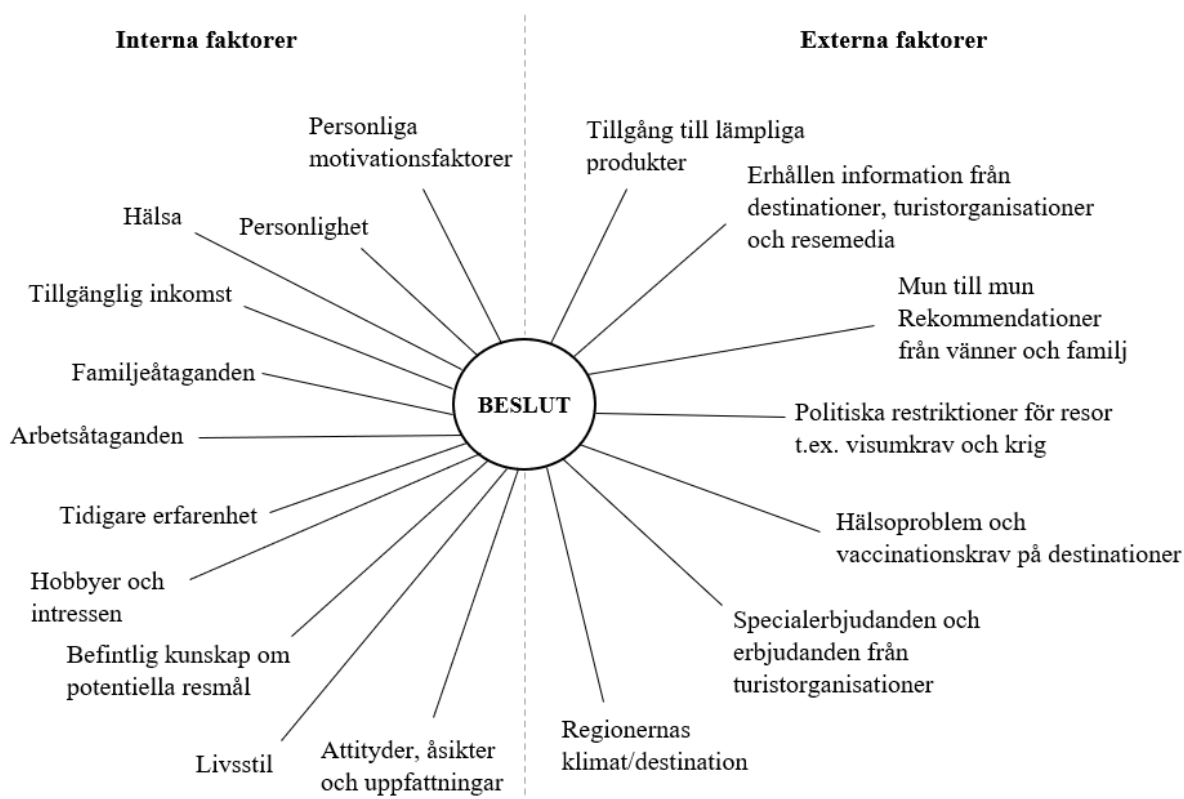 Interna faktorer
Personliga
motivationsfaktorer
Hälsa
Personlighet
Tillgänglig inkomst
Familjeåtaganden
Arbetsåtaganden
Tidigare erfarenhet
Hobbyer och
intressen
Befintlig kunskap om
potentiella resmål
Livsstil
Attityder, åsikter
och uppfattningar
BESLUT
Externa faktorer
Tillgång till lämpliga
produkter
Erhållen information från
destinationer, turistorganisationer
och resemedia
Mun till mun
Rekommendationer
från vänner och familj
Politiska restriktioner för resor
t.ex. visumkrav och krig
Hälsoproblem och
vaccinationskrav på destinationer
Specialerbjudanden och
erbjudanden från
turistorganisationer
Regionernas
klimat/destination